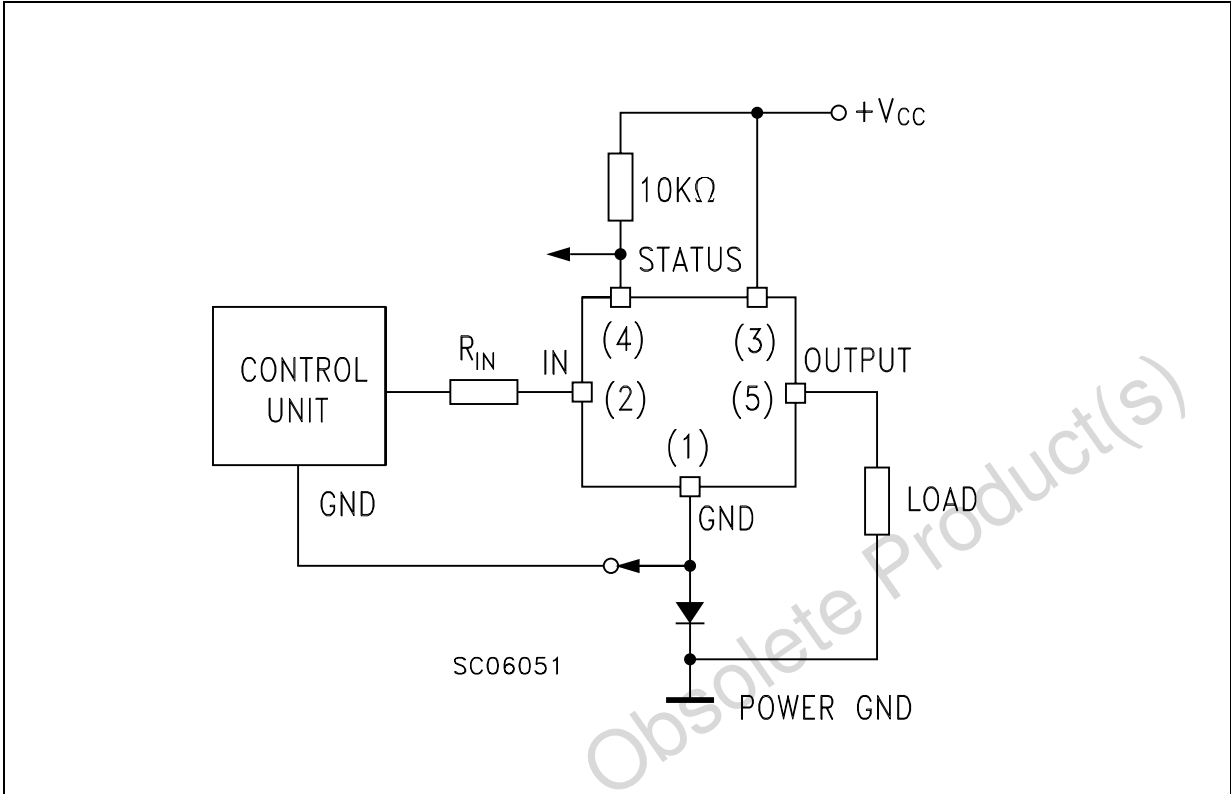 +VCC
10KΩ
STATUS
(4)
(3)
CONTROL
UNIT
RIN
IN
(2)
OUTPUT
(5)
(1)
GND
GND
LOAD
SC06051
POWER GND
Obsolete Product(s)